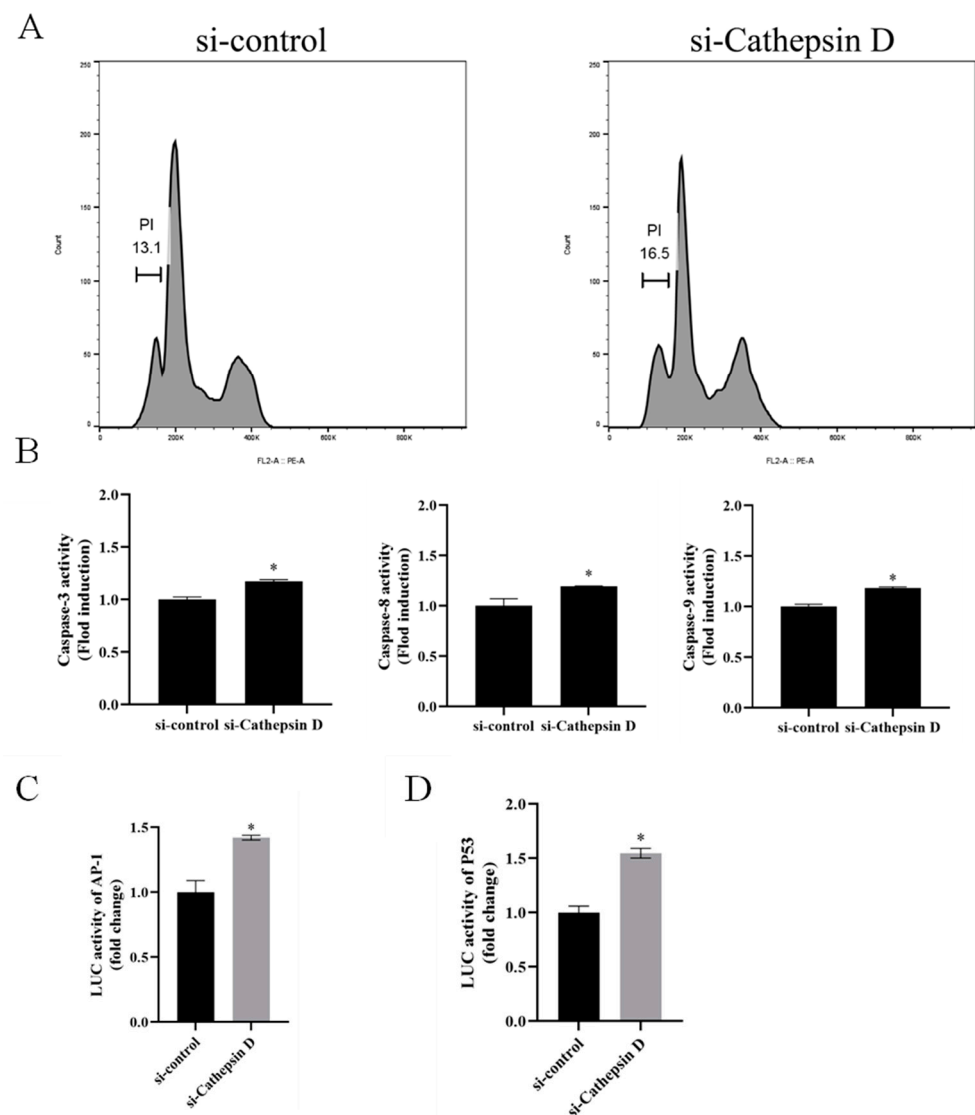 A
si-control
si-Cathepsin D
250
200
150
100
50
0
Count
PI
13.1
0
200K
400K
600K
800K
FL2-A :: PE-A
250
200
150
100
50
0
Count
PI
16.5
0
200K
400K
600K
800K
FL2-A :: PE-A
B
Caspase-3 activity
(Flod induction)
2.0
1.5
1.0
0.5
0.0
*
si-control si-Cathepsin D
Caspase-8 activity
(Flod induction)
2.0
1.5
1.0
0.5
0.0
*
si-control si-Cathepsin D
Caspase-9 activity
(Flod induction)
2.0
1.5
1.0
0.5
0.0
*
si-control si-Cathepsin D
C
LUC activity of AP-1
(fold change)
1.5
1.0
0.5
0.0
*
si-control
si-Cathepsin D
D
LUC activity of P53
(fold change)
2.0
1.5
1.0
0.5
0.0
*
si-control
si-Cathepsin D